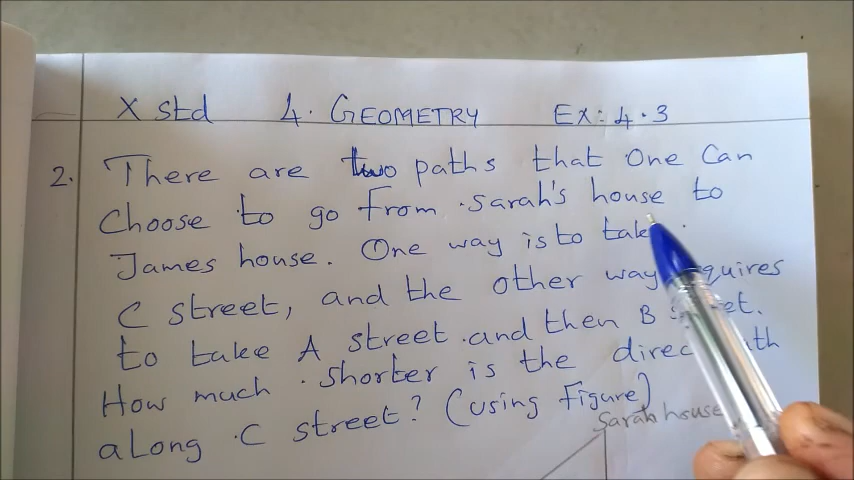 X Std 4. GEOMETRY Ex: 4.3
2. There are two paths that one can
choose to go from Sarah's house to
James house. One way is to take
C street, and the other way
to take A street and then B
How much shorter is the
along C street? (using Figure)
Sarah house